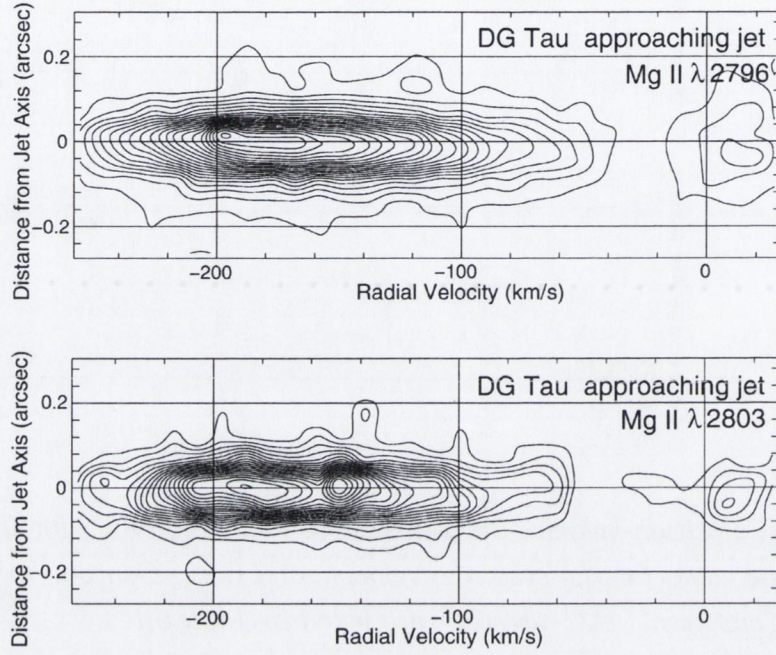 DG Tau approaching jet
Mg II λ 2796
Distance from Jet Axis (arcsec)
0.2
0
−0.2
−200
−100
0
Radial Velocity (km/s)
DG Tau approaching jet
Mg II λ 2803
Distance from Jet Axis (arcsec)
0.2
0
−0.2
−200
−100
0
Radial Velocity (km/s)